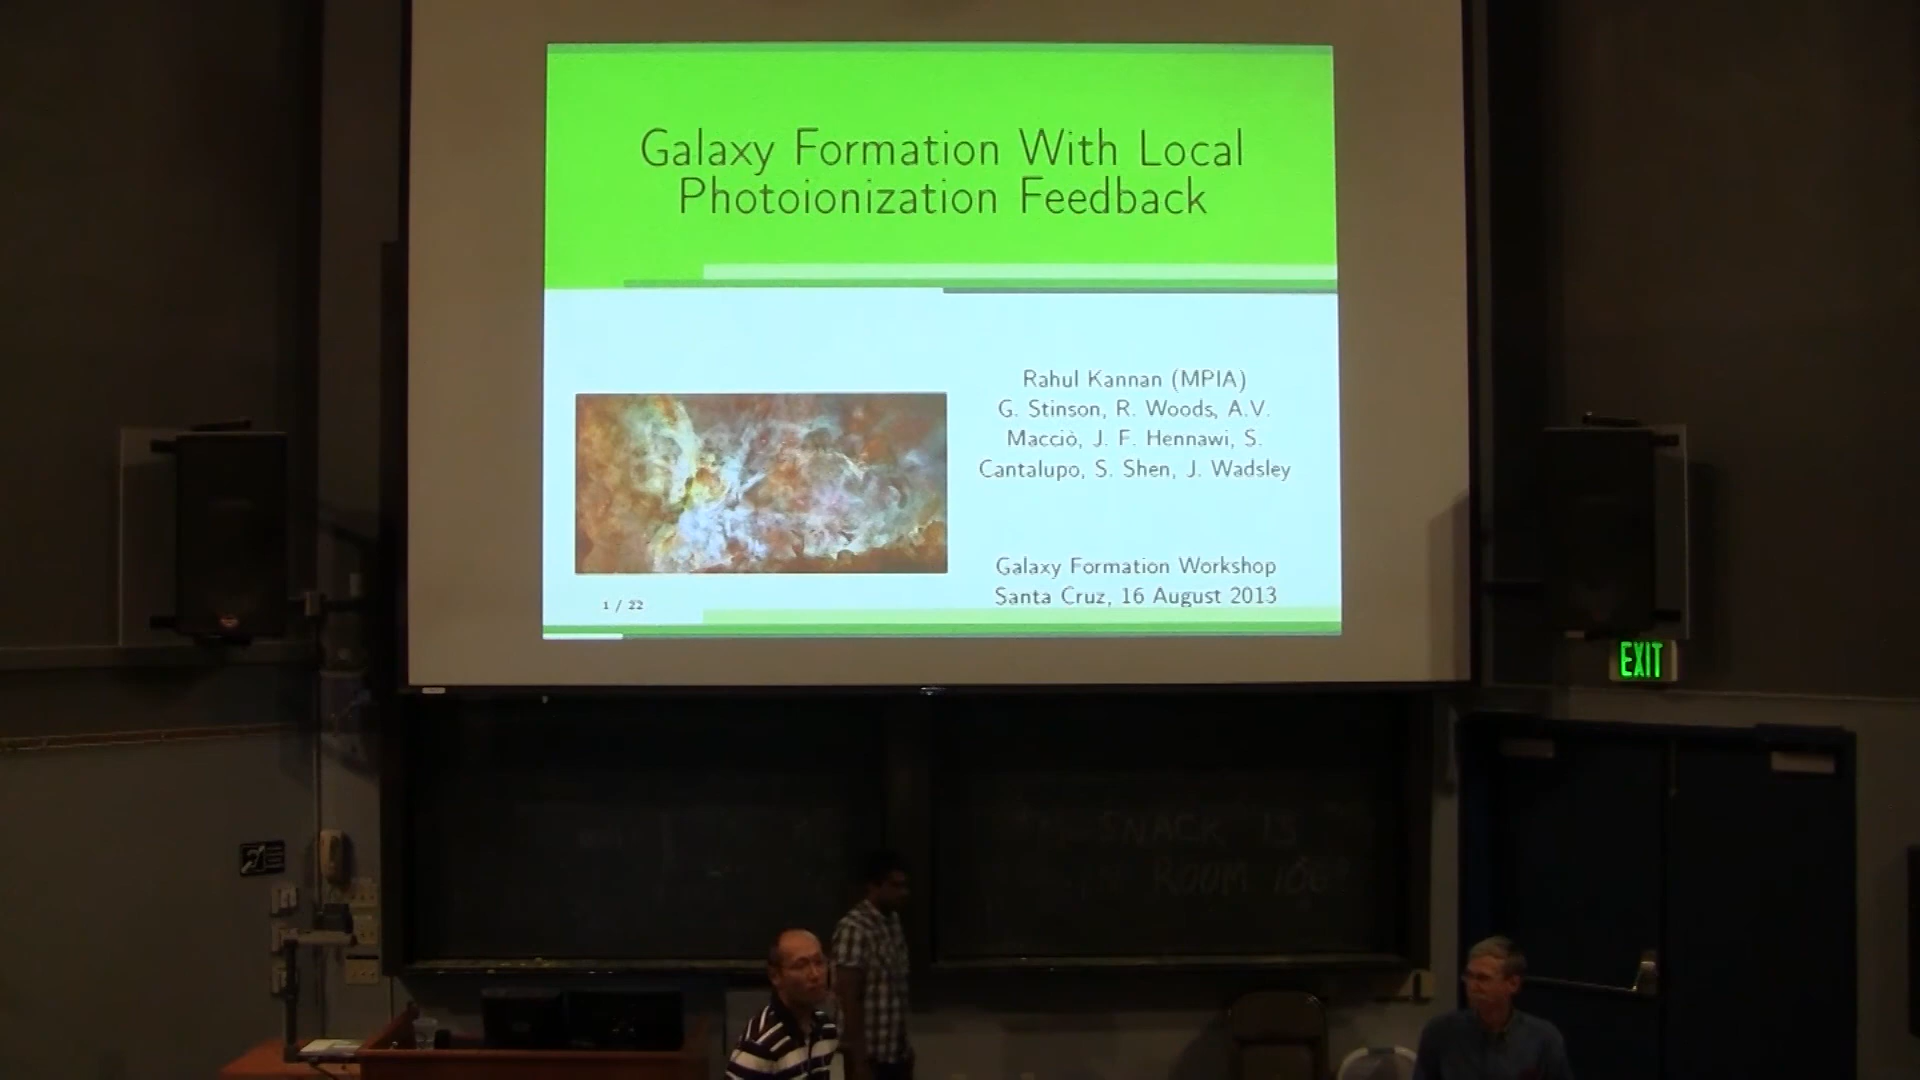 Galaxy Formation With Local
Photoionization Feedback
Rahul Kannan (MPIA)
G. Stinson, R. Woods, A.V.
Macciò, J. F. Hennawi, S.
Cantalupo, S. Shen, J. Wadsley
Galaxy Formation Workshop
Santa Cruz, 16 August 2013
1 / 22
EXIT
SNACK IS
ROOM